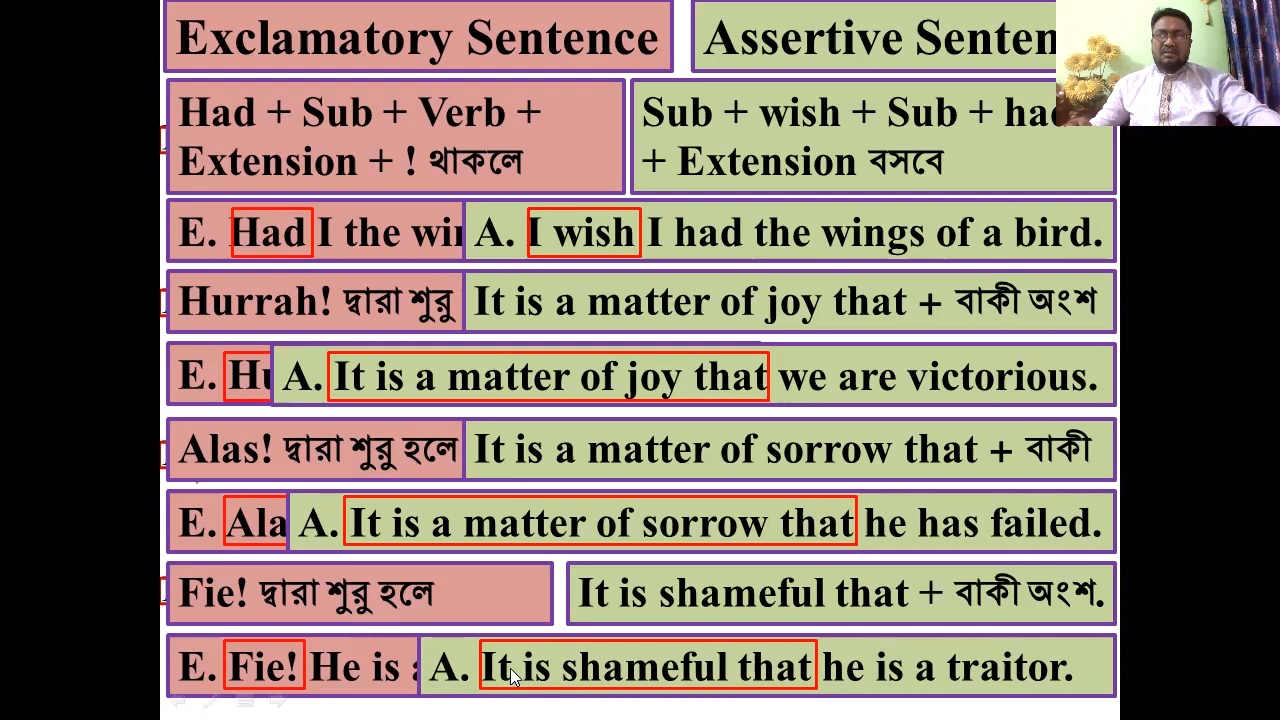 Exclamatory Sentence
Assertive Senten
Had + Sub + Verb +
Extension + ! থাকলে
Sub + wish + Sub + had
+ Extension বসবে
E. Had I the win
A. I wish I had the wings of a bird.
Hurrah! দ্বারা শুরু
It is a matter of joy that + বাকী অংশ
E. Hu
A. It is a matter of joy that we are victorious.
Alas! দ্বারা শুরু হলে
It is a matter of sorrow that + বাকী
E. Ala
A. It is a matter of sorrow that he has failed.
Fie! দ্বারা শুরু হলে
It is shameful that + বাকী অংশ.
E. Fie! He is a
A. It is shameful that he is a traitor.